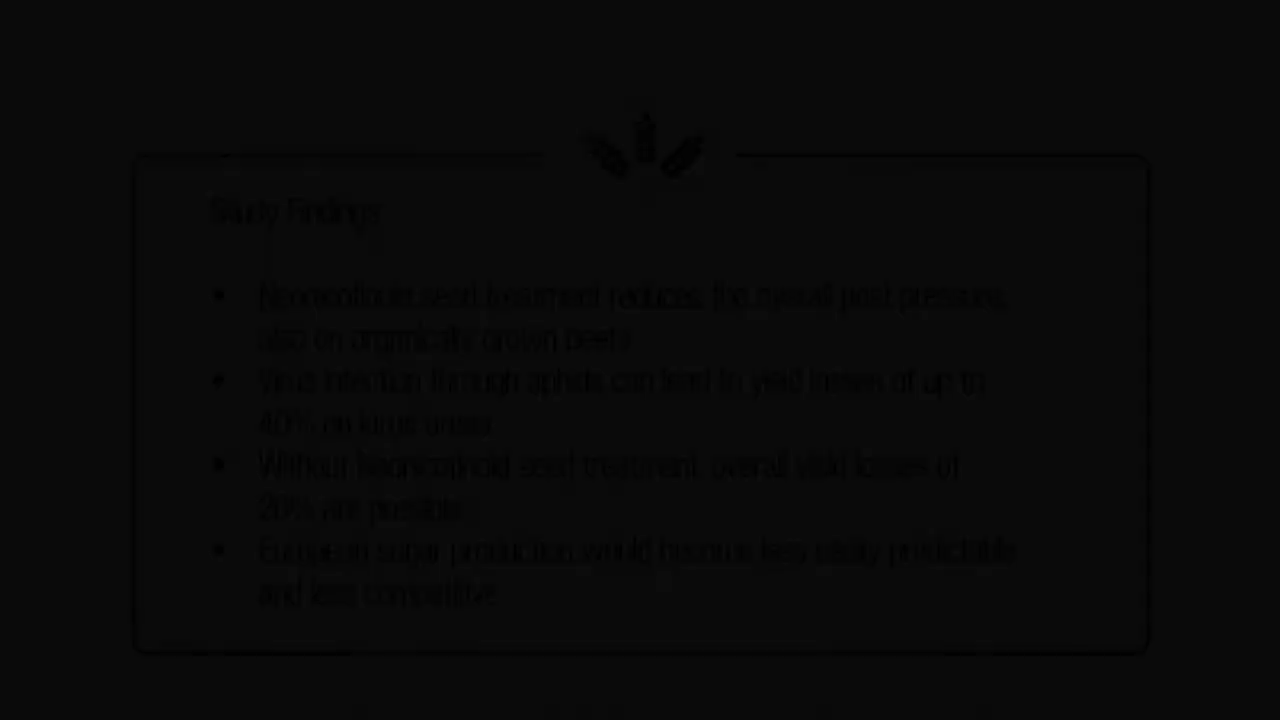 Study Findings
• Neonicotinoid seed treatment reduces the overall pest pressure,
also on organically grown beets
• Virus infection through aphids can lead to yield losses of up to
40% on large areas
• Without Neonicotinoid seed treatment, overall yield losses of
20% are possible
• European sugar production would become less easily predictable
and less competitive